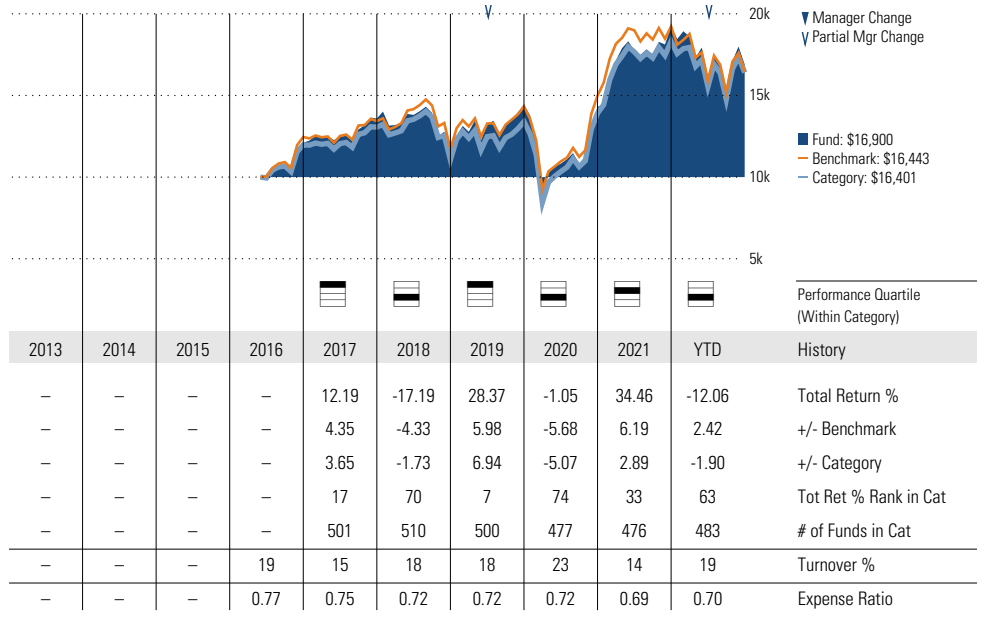 20k
15k
10k
5k
Manager Change
Partial Mgr Change
Fund: $16,900
Benchmark: $16,443
Category: $16,401
Performance Quartile
(Within Category)
2013 2014 2015 2016 2017 2018 2019 2020 2021 YTD History
– – – – 12.19 -17.19 28.37 -1.05 34.46 -12.06 Total Return %
– – – – 4.35 -4.33 5.98 -5.68 6.19 2.42 +/- Benchmark
– – – – 3.65 -1.73 6.94 -5.07 2.89 -1.90 +/- Category
– – – – 17 70 7 74 33 63 Tot Ret % Rank in Cat
– – – – 501 510 500 477 476 483 # of Funds in Cat
– – – 19 15 18 18 23 14 19 Turnover %
– – – 0.77 0.75 0.72 0.72 0.72 0.69 0.70 Expense Ratio